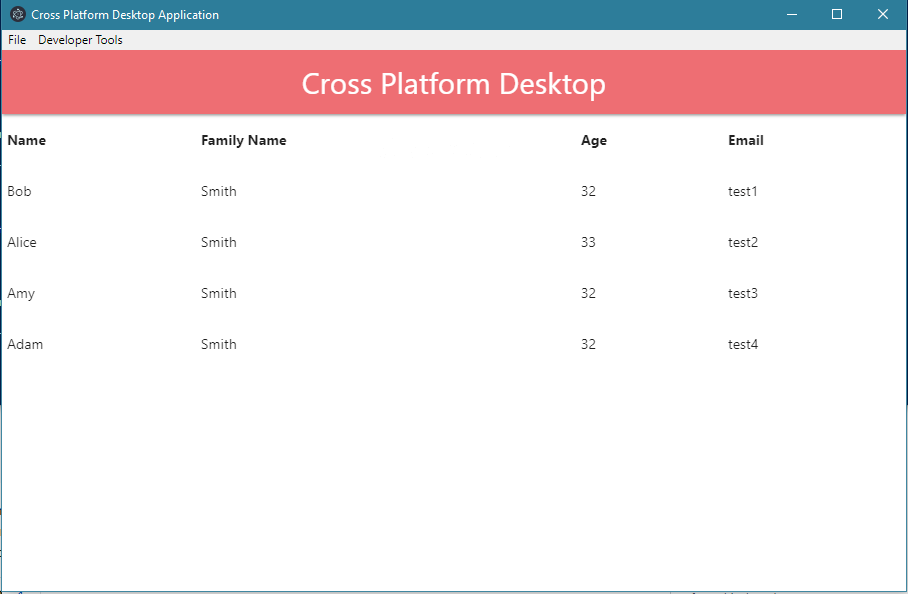 Cross Platform Desktop Application
File Developer Tools
Cross Platform Desktop
Name Family Name Age Email
Bob Smith 32 test1
Alice Smith 33 test2
Amy Smith 32 test3
Adam Smith 32 test4